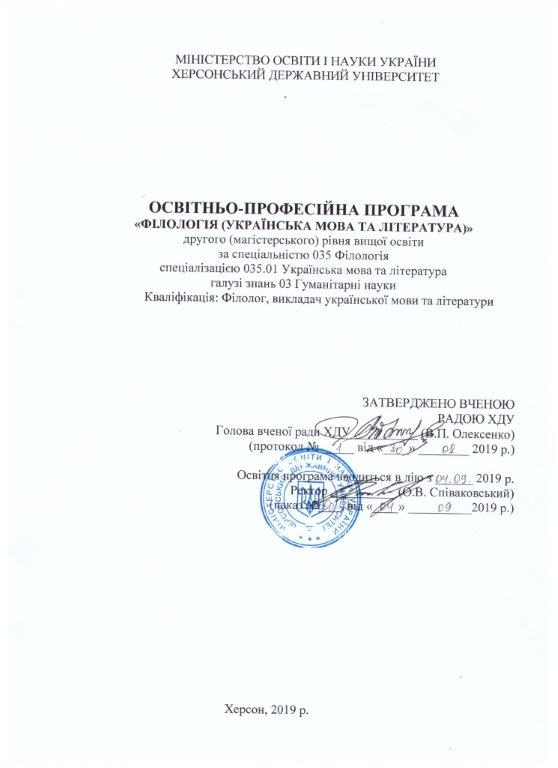 МІНІСТЕРСТВО ОСВІТИ І НАУКИ УКРАЇНИ
ХЕРСОНСЬКИЙ ДЕРЖАВНИЙ УНІВЕРСИТЕТ
ОСВІТНЬО-ПРОФЕСІЙНА ПРОГРАМА
«ФІЛОЛОГІЯ (УКРАЇНСЬКА МОВА ТА ЛІТЕРАТУРА)»
другого (магістерського) рівня вищої освіти
за спеціальністю 035 Філологія
спеціалізацією 035.01 Українська мова та література
галузі знань 03 Гуманітарні науки
Кваліфікація: Філолог, викладач української мови та літератури
ЗАТВЕРДЖЕНО ВЧЕНОЮ
РАДОЮ ХДУ
Голова вченої ради ХДУ (В.П. Олексенко)
(протокол № 1 від «30» 08 2019 р.)
Освітня програма вводиться в дію з 04.09. 2019 р.
Ректор (О.В. Співаковський)
(наказ № від «04» 09 2019 р.)
Херсон, 2019 р.